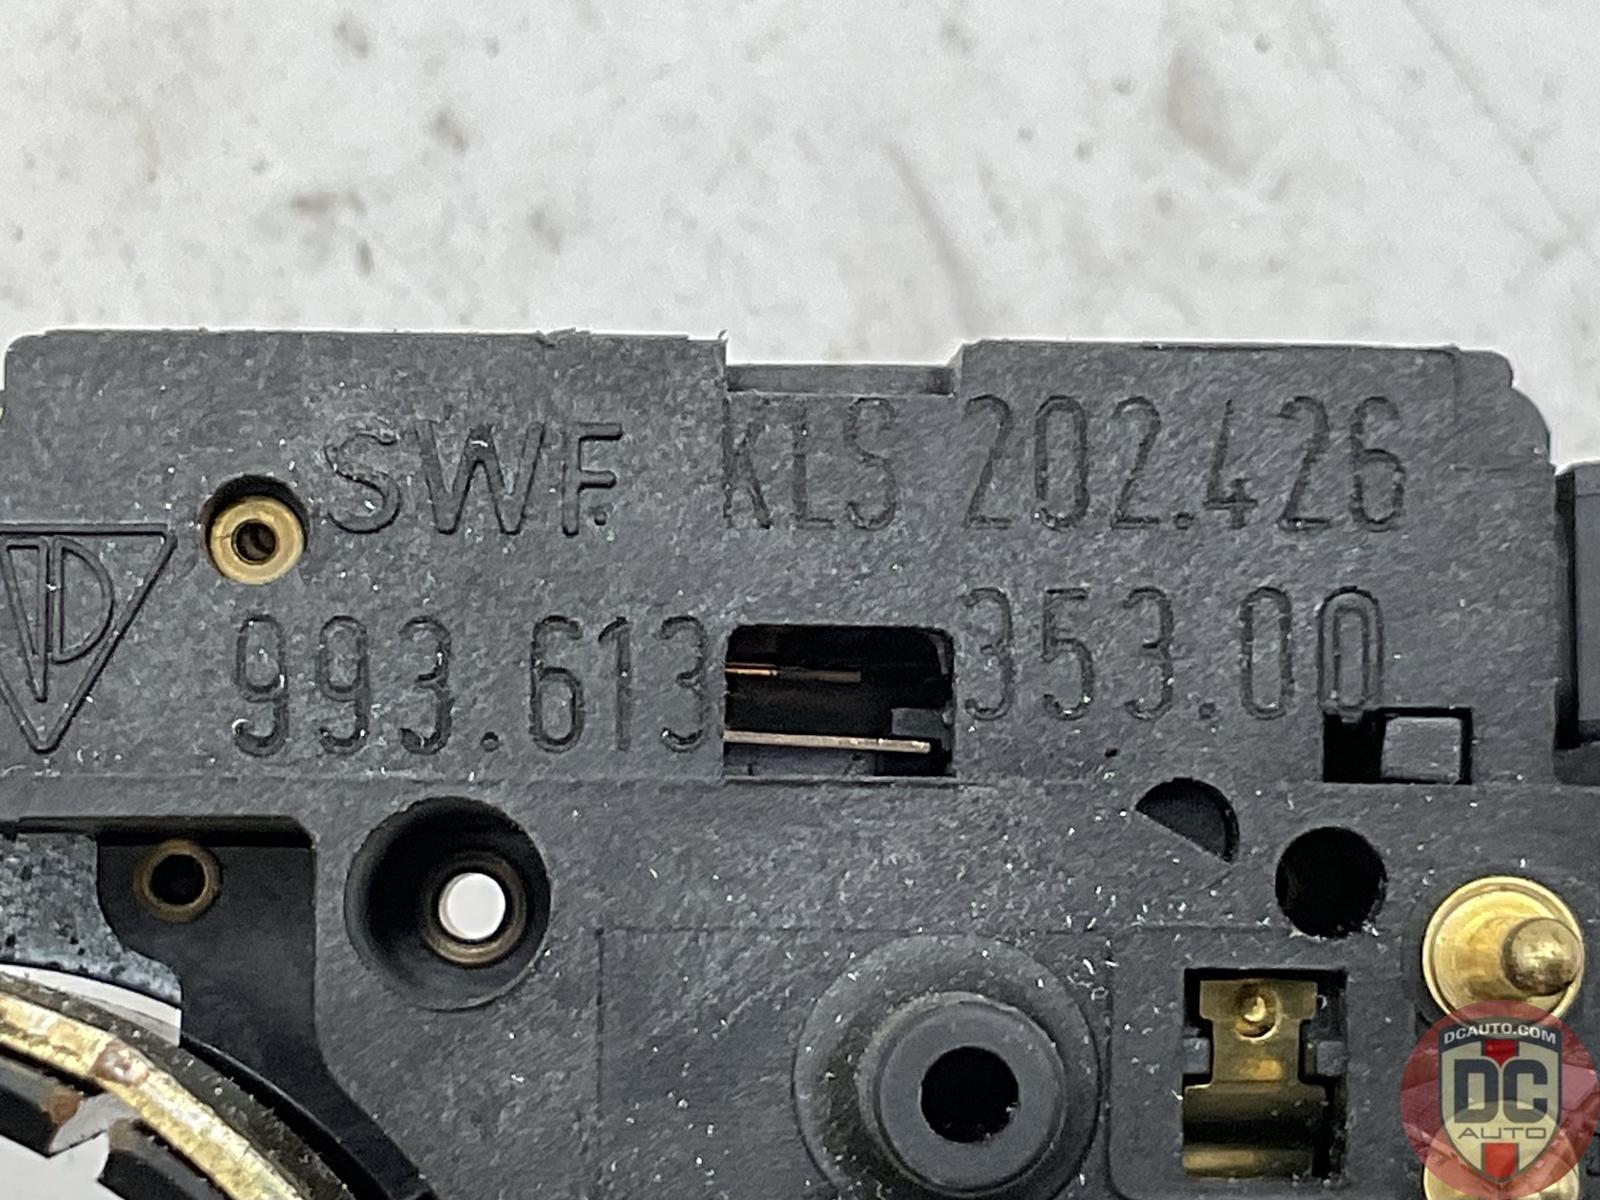 SWF. KLS 202.426
993.613 353.00
DCAUTO.COM
DC
AUTO